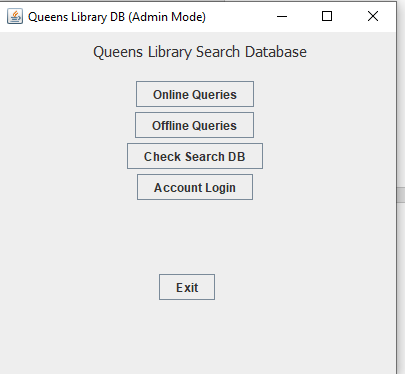 Queens Library DB (Admin Mode)
Queens Library Search Database
Online Queries
Offline Queries
Check Search DB
Account Login
Exit